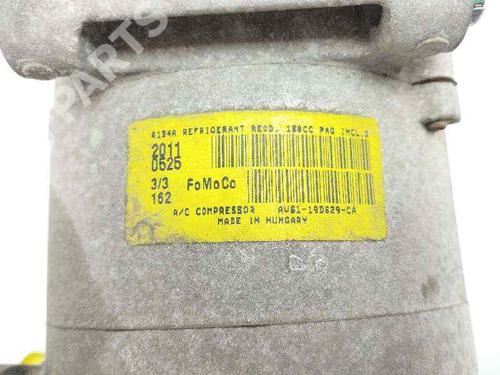 R134A REFRIGERANT REQD. 150CC PAG INCL.D
2011
0525
3/3 FoMoCo
162
A/C COMPRESSOR AV61-19D629-CA
MADE IN HUNGARY
PARTS